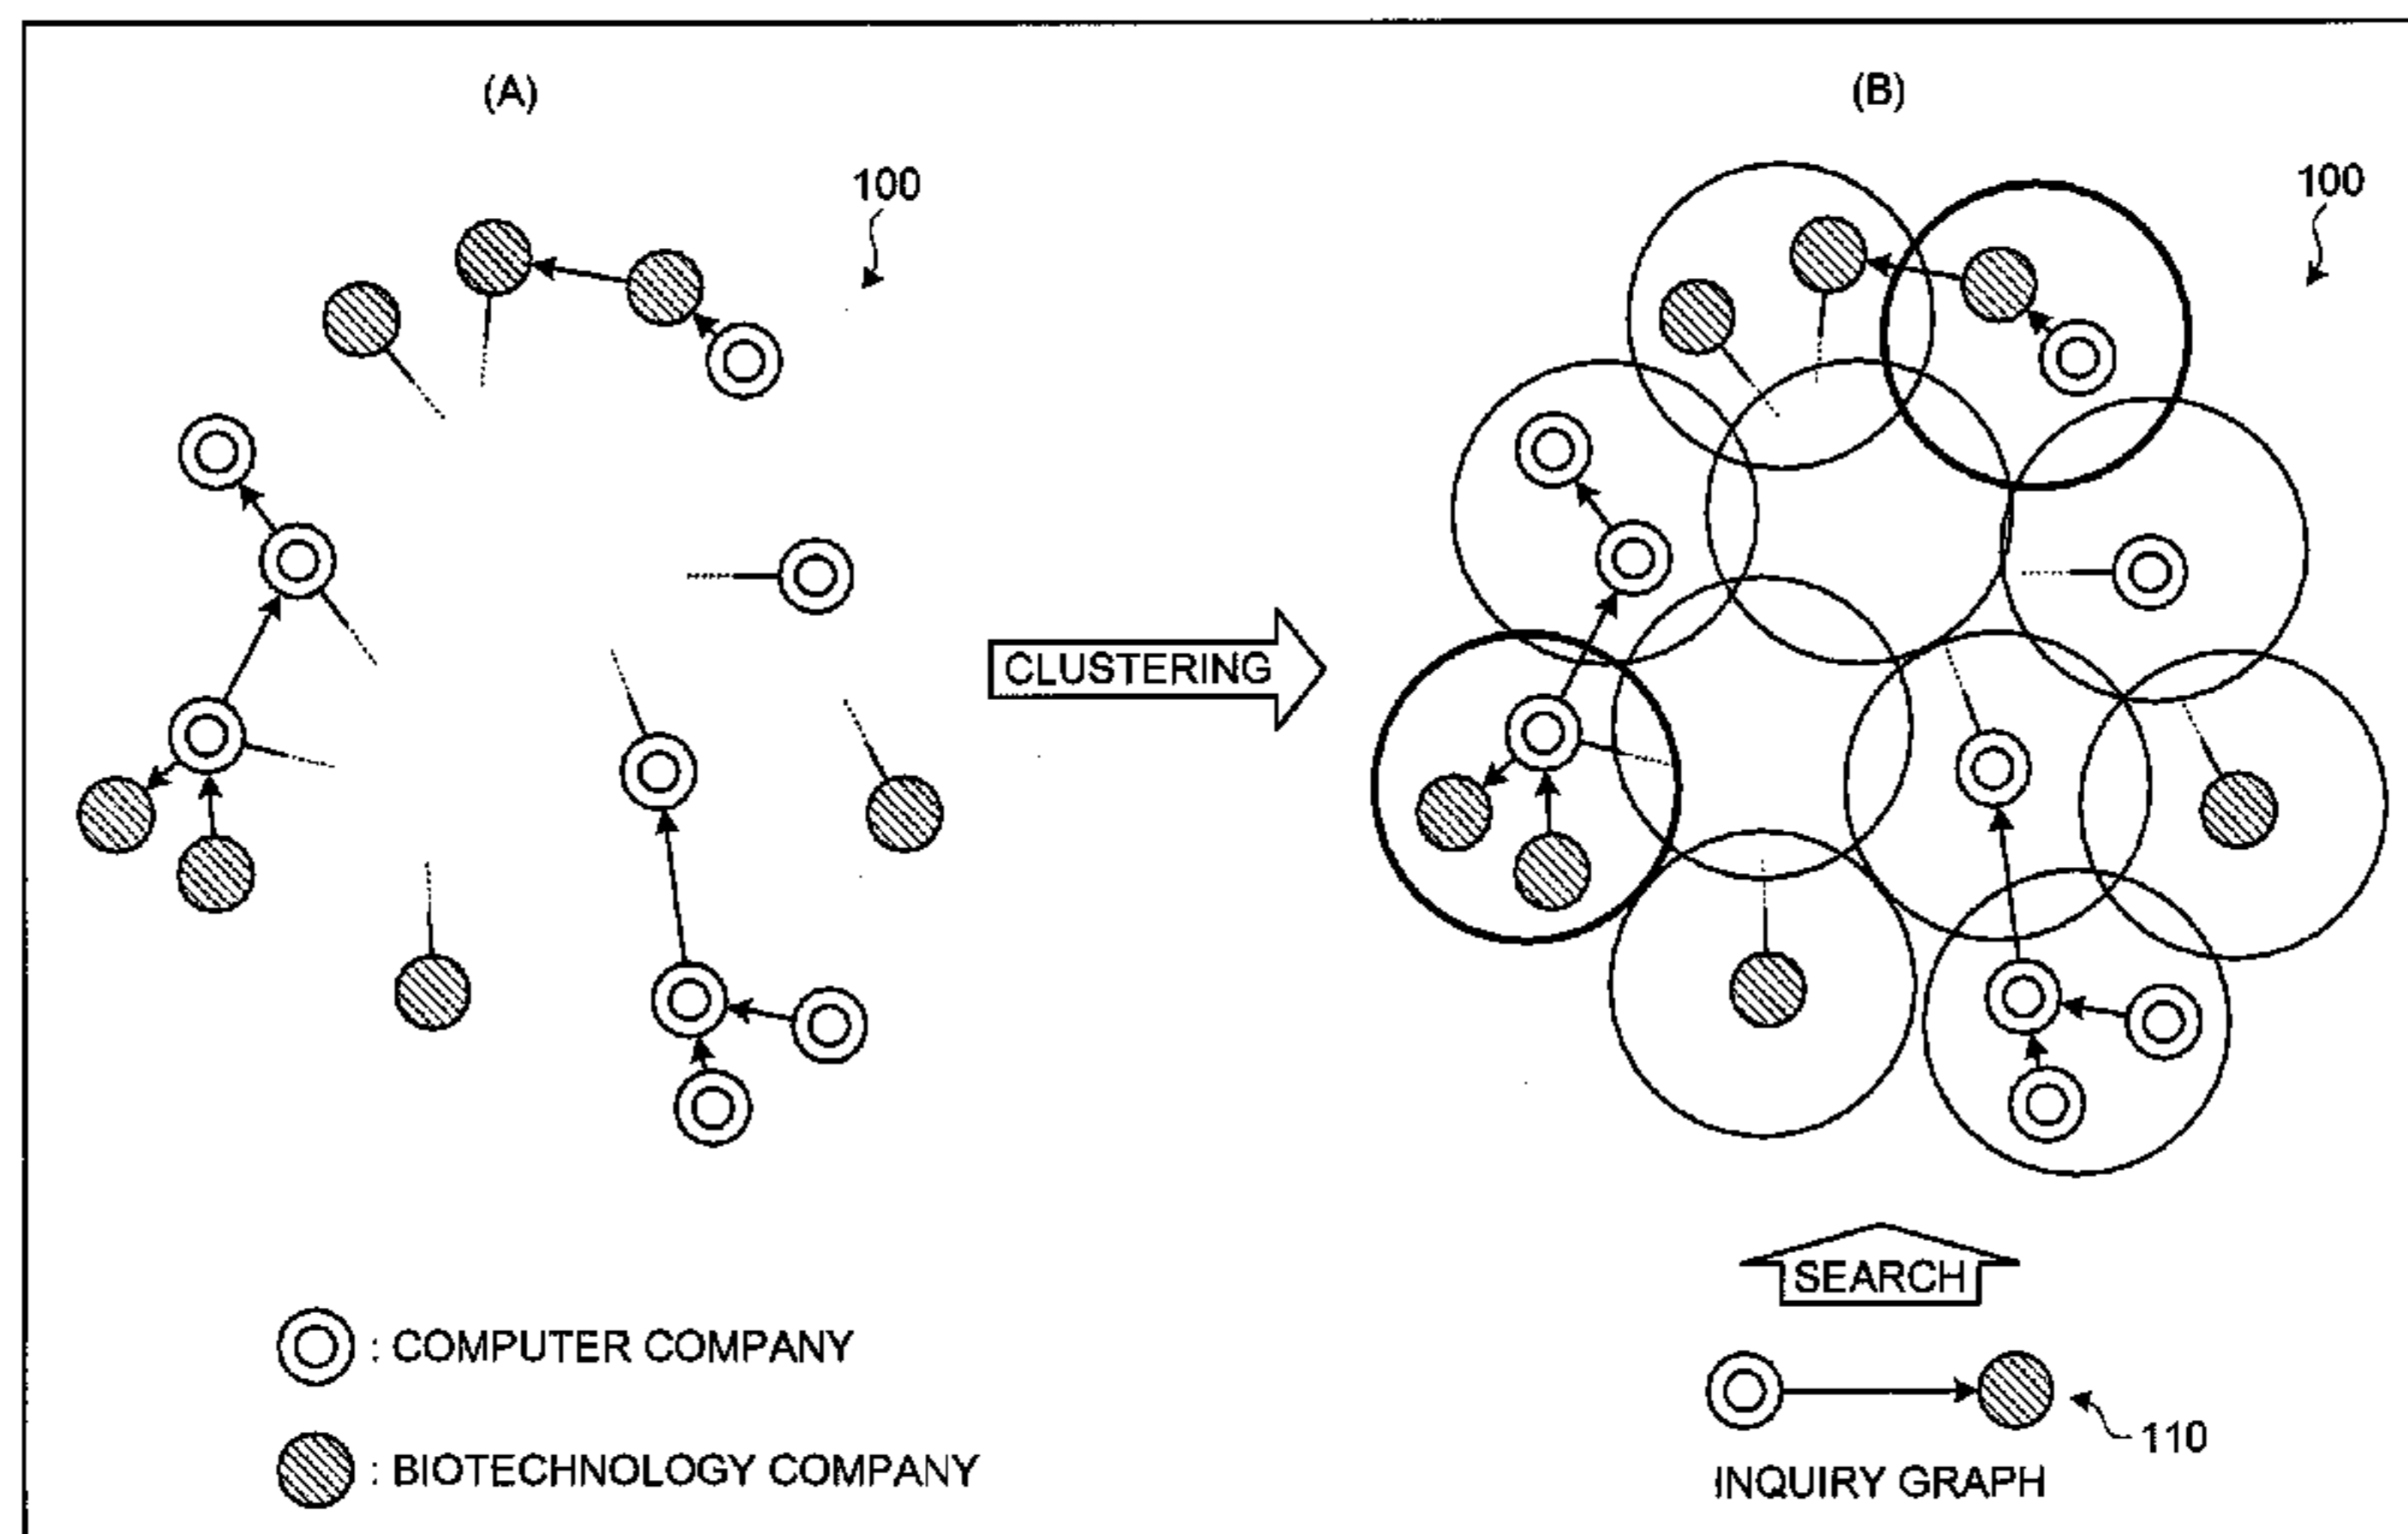 (A)
(B)
100
100
CLUSTERING
SEARCH
: COMPUTER COMPANY
: BIOTECHNOLOGY COMPANY
110
INQUIRY GRAPH